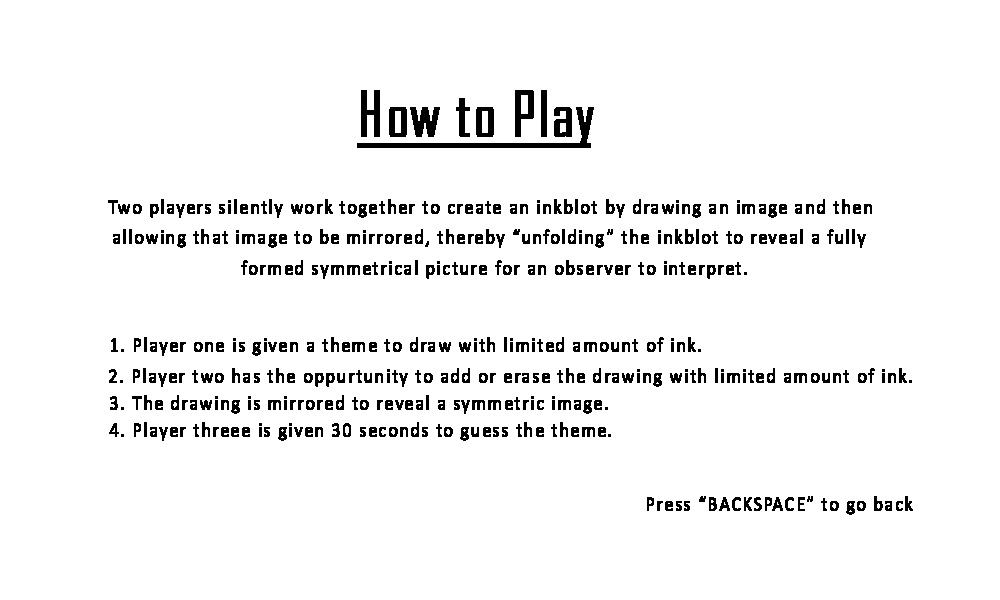 How to Play
Two players silently work together to create an inkblot by drawing an image and then
allowing that image to be mirrored, thereby “unfolding” the inkblot to reveal a fully
formed symmetrical picture for an observer to interpret.
1. Player one is given a theme to draw with limited amount of ink.
2. Player two has the oppurtunity to add or erase the drawing with limited amount of ink.
3. The drawing is mirrored to reveal a symmetric image.
4. Player threee is given 30 seconds to guess the theme.
Press “BACKSPACE” to go back